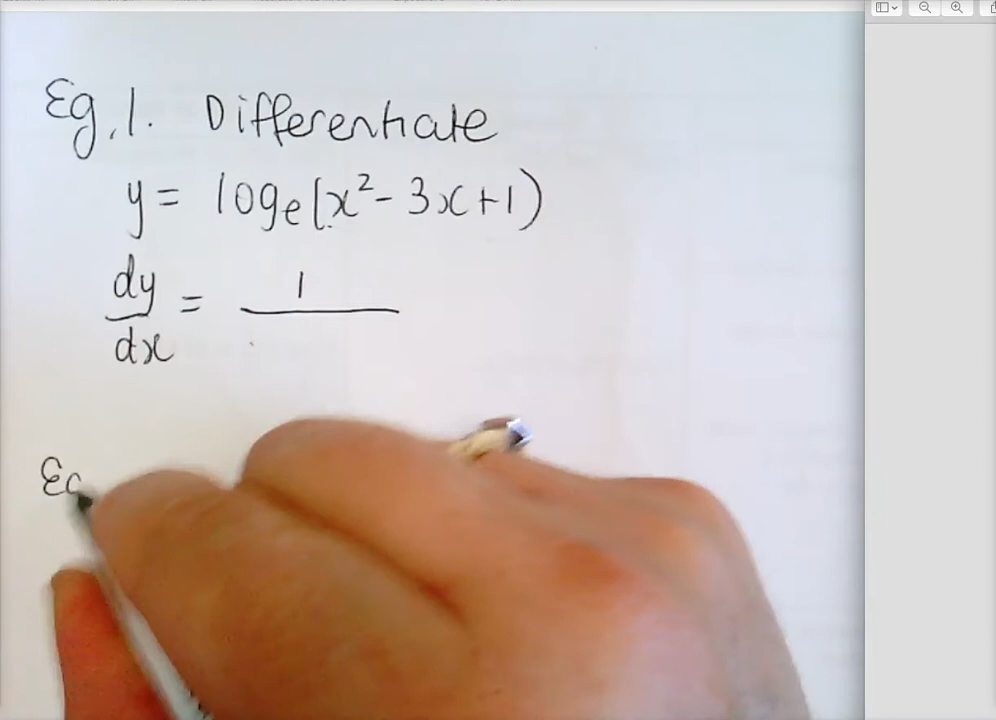 Eg.1. Differentiate
y = logₑ(x² - 3x + 1)
dy/dx = 1/